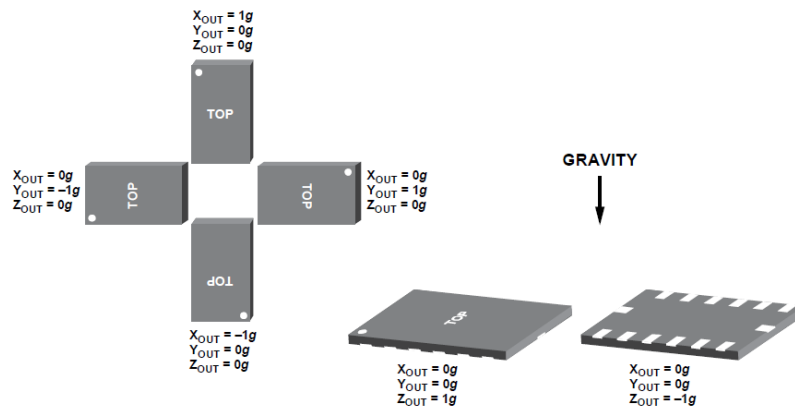 XOUT = 1g
YOUT = 0g
ZOUT = 0g
TOP
XOUT = 0g
YOUT = –1g
ZOUT = 0g
TOP
TOP
XOUT = 0g
YOUT = 1g
ZOUT = 0g
TOP
XOUT = –1g
YOUT = 0g
ZOUT = 0g
GRAVITY
TOP
XOUT = 0g
YOUT = 0g
ZOUT = 1g
XOUT = 0g
YOUT = 0g
ZOUT = –1g